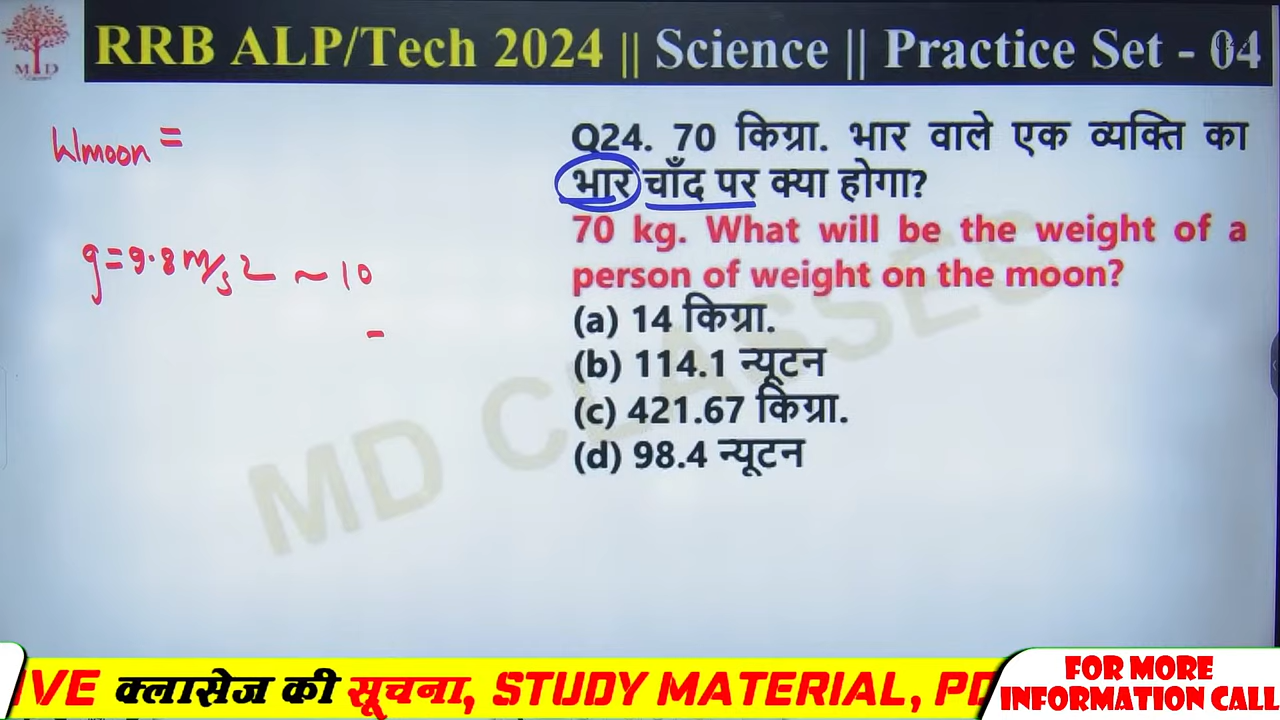 RRB ALP/Tech 2024 || Science || Practice Set - 04
MD
Wmoon =
g=9.8 m/s2 ~ 10
-
Q24. 70 किग्रा. भार वाले एक व्यक्ति का
भार चाँद पर क्या होगा?
70 kg. What will be the weight of a
person of weight on the moon?
(a) 14 किग्रा.
(b) 114.1 न्यूटन
(c) 421.67 किग्रा.
(d) 98.4 न्यूटन
MD CLASSES
IVE क्लासेज की सूचना, STUDY MATERIAL, PD
FOR MORE
INFORMATION CALL